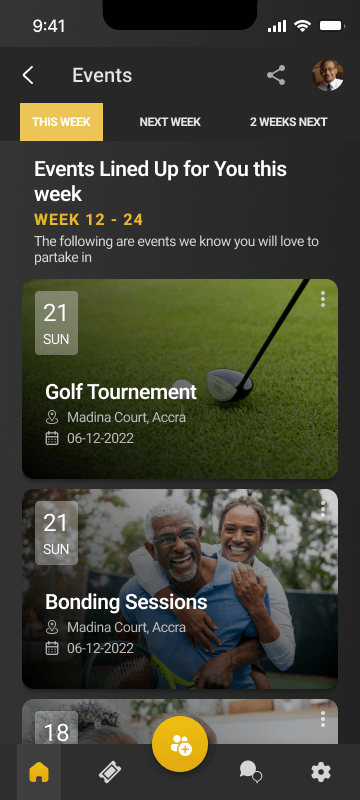 9:41
Events
THIS WEEK
NEXT WEEK
2 WEEKS NEXT
Events Lined Up for You this
week
WEEK 12 - 24
The following are events we know you will love to
partake in
21
SUN
Golf Tournement
Madina Court, Accra
06-12-2022
21
SUN
Bonding Sessions
Madina Court, Accra
06-12-2022
18